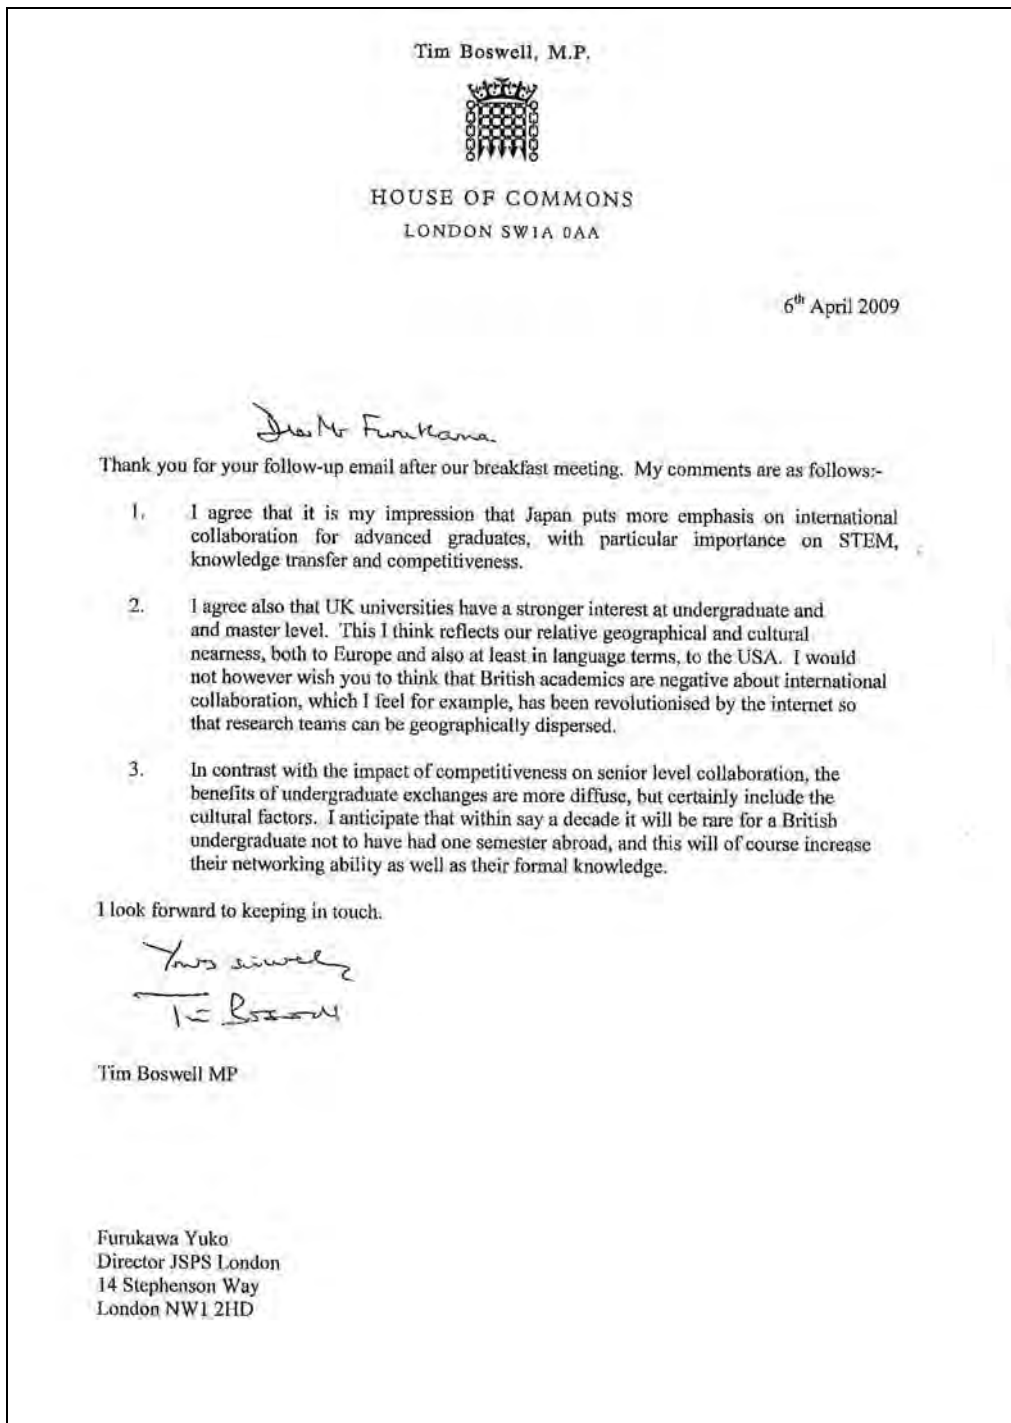 Tim Boswell, M.P.
HOUSE OF COMMONS
LONDON SW1A 0AA
6th April 2009
Dear Mr Furukawa
Thank you for your follow-up email after our breakfast meeting. My comments are as follows:-
1. I agree that it is my impression that Japan puts more emphasis on international
collaboration for advanced graduates, with particular importance on STEM,
knowledge transfer and competitiveness.
2. I agree also that UK universities have a stronger interest at undergraduate and
and master level. This I think reflects our relative geographical and cultural
nearness, both to Europe and also at least in language terms, to the USA. I would
not however wish you to think that British academics are negative about international
collaboration, which I feel for example, has been revolutionised by the internet so
that research teams can be geographically dispersed.
3. In contrast with the impact of competitiveness on senior level collaboration, the
benefits of undergraduate exchanges are more diffuse, but certainly include the
cultural factors. I anticipate that within say a decade it will be rare for a British
undergraduate not to have had one semester abroad, and this will of course increase
their networking ability as well as their formal knowledge.
I look forward to keeping in touch.
Yours sincerely
Tim Boswell
Tim Boswell MP
Furukawa Yuko
Director JSPS London
14 Stephenson Way
London NW1 2HD